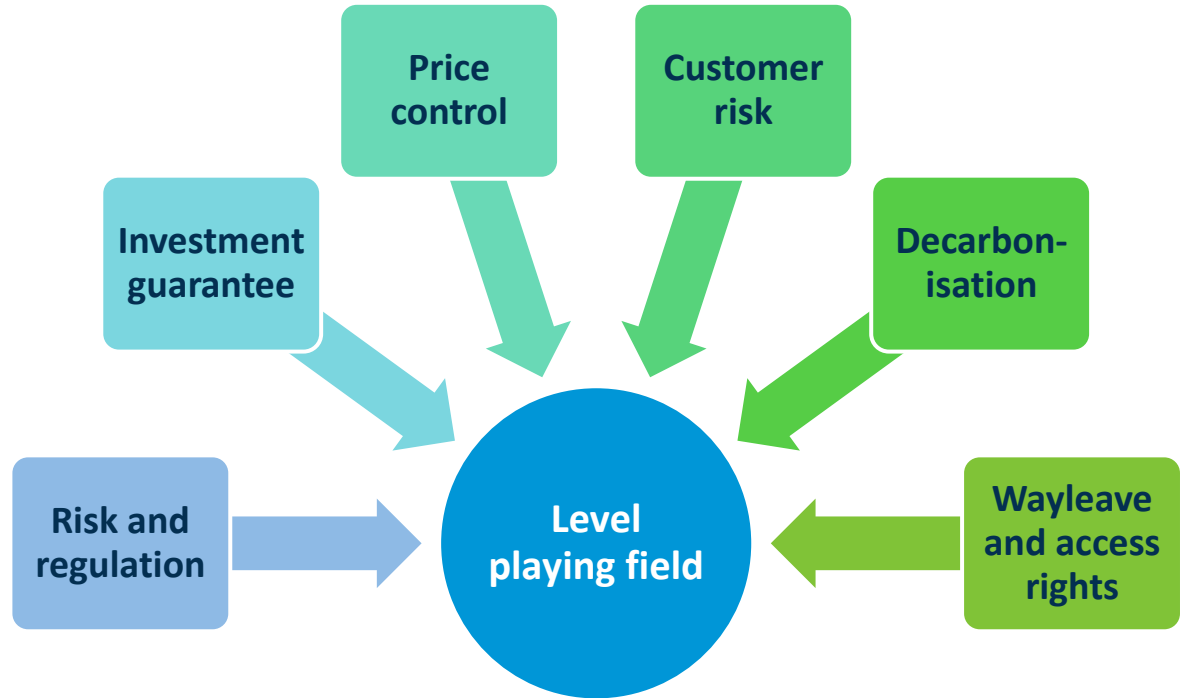 Price
control
Customer
risk
Investment
guarantee
Decarbon-
isation
Risk and
regulation
Level
playing field
Wayleave
and access
rights